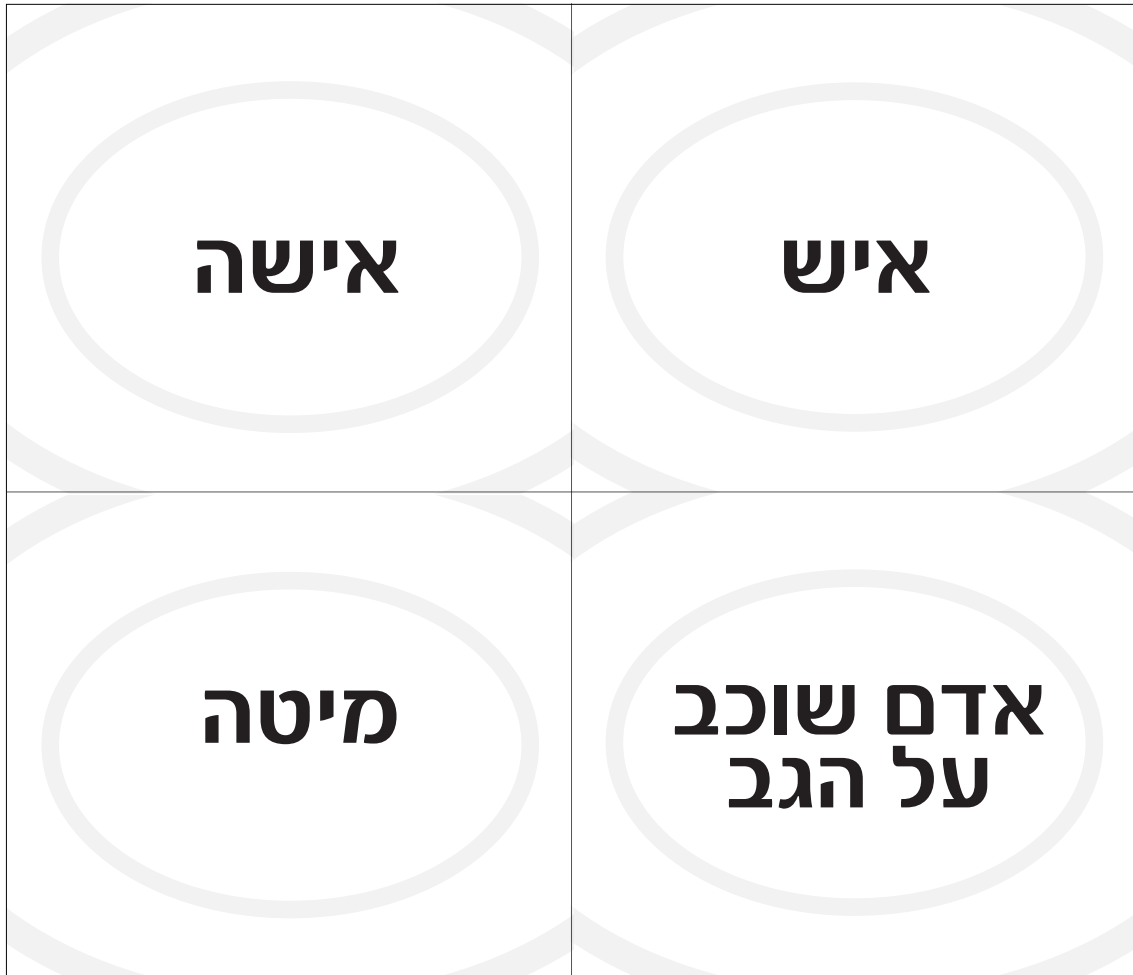 איש
אישה
אדם שוכב
על הגב
מיטה